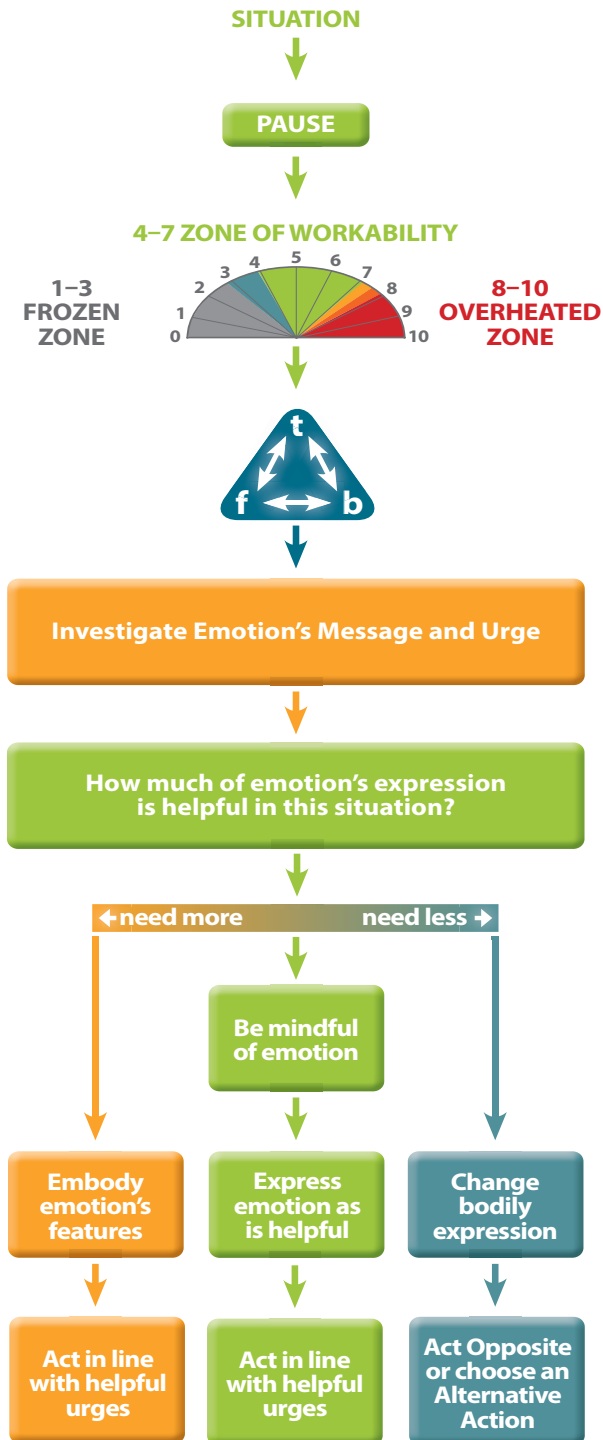 SITUATION
PAUSE
4–7 ZONE OF WORKABILITY
1–3
FROZEN
ZONE
0
1
2
3
4
5
6
7
8
9
10
8–10
OVERHEATED
ZONE
t
f
b
Investigate Emotion’s Message and Urge
How much of emotion’s expression
is helpful in this situation?
need more
need less
Be mindful
of emotion
Embody
emotion’s
features
Express
emotion as
is helpful
Change
bodily
expression
Act in line
with helpful
urges
Act in line
with helpful
urges
Act Opposite
or choose an
Alternative
Action